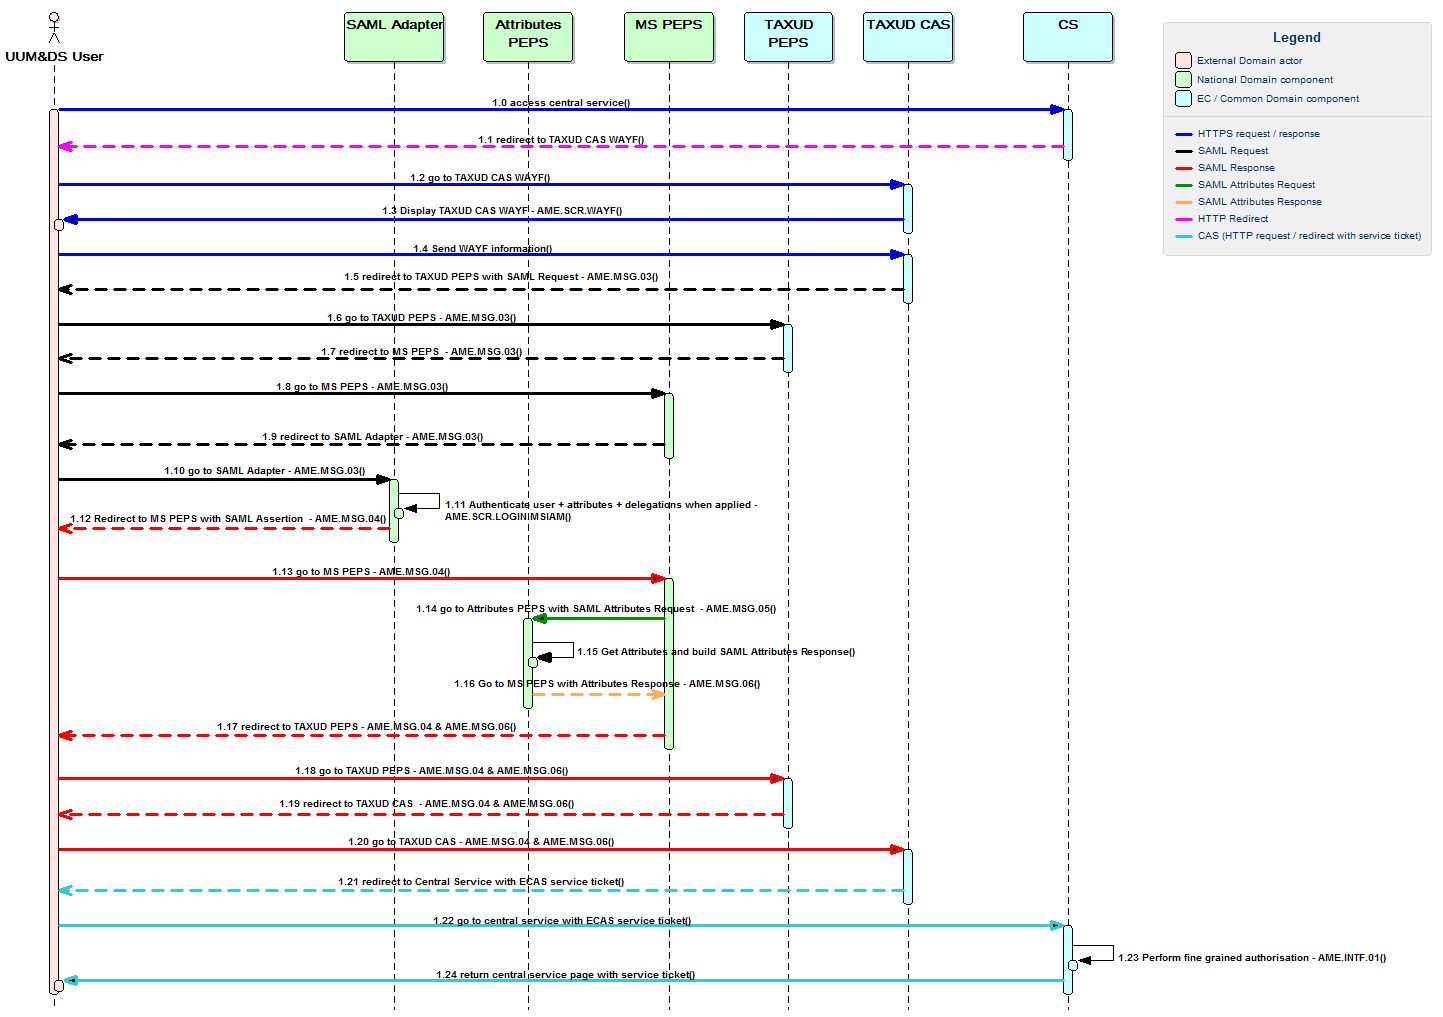 UUM&DS User
SAML Adapter
Attributes
PEPS
MS PEPS
TAXUD
PEPS
TAXUD CAS
CS
Legend
External Domain actor
National Domain component
EC / Common Domain component
HTTPS request / response
SAML Request
SAML Response
SAML Attributes Request
SAML Attributes Response
HTTP Redirect
CAS (HTTP request / redirect with service ticket)
1.0 access central service()
1.1 redirect to TAXUD CAS WAYF()
1.2 go to TAXUD CAS WAYF()
1.3 Display TAXUD CAS WAYF - AME.SCR.WAYF()
1.4 Send WAYF information()
1.5 redirect to TAXUD PEPS with SAML Request - AME.MSG.03()
1.6 go to TAXUD PEPS - AME.MSG.03()
1.7 redirect to MS PEPS - AME.MSG.03()
1.8 go to MS PEPS - AME.MSG.03()
1.9 redirect to SAML Adapter - AME.MSG.03()
1.10 go to SAML Adapter - AME.MSG.03()
1.11 Authenticate user + attributes + delegations when applied -
AME.SCR.LOGINIMSIAM()
1.12 Redirect to MS PEPS with SAML Assertion - AME.MSG.04()
1.13 go to MS PEPS - AME.MSG.04()
1.14 go to Attributes PEPS with SAML Attributes Request - AME.MSG.05()
1.15 Get Attributes and build SAML Attributes Response()
1.16 Go to MS PEPS with Attributes Response - AME.MSG.06()
1.17 redirect to TAXUD PEPS - AME.MSG.04 & AME.MSG.06()
1.18 go to TAXUD PEPS - AME.MSG.04 & AME.MSG.06()
1.19 redirect to TAXUD CAS - AME.MSG.04 & AME.MSG.06()
1.20 go to TAXUD CAS - AME.MSG.04 & AME.MSG.06()
1.21 redirect to Central Service with ECAS service ticket()
1.22 go to central service with ECAS service ticket()
1.23 Perform fine grained authorisation - AME.INTF.01()
1.24 return central service page with service ticket()